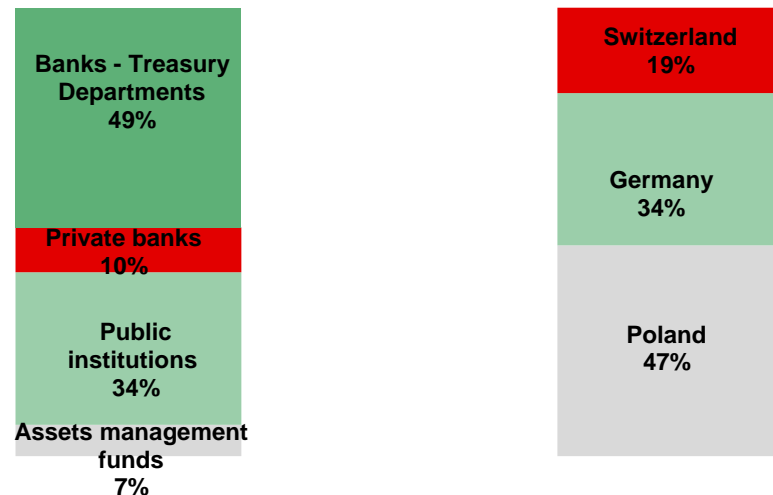 Banks - Treasury
Departments
49%
Private banks
10%
Public
institutions
34%
Assets management
funds
7%
Switzerland
19%
Germany
34%
Poland
47%